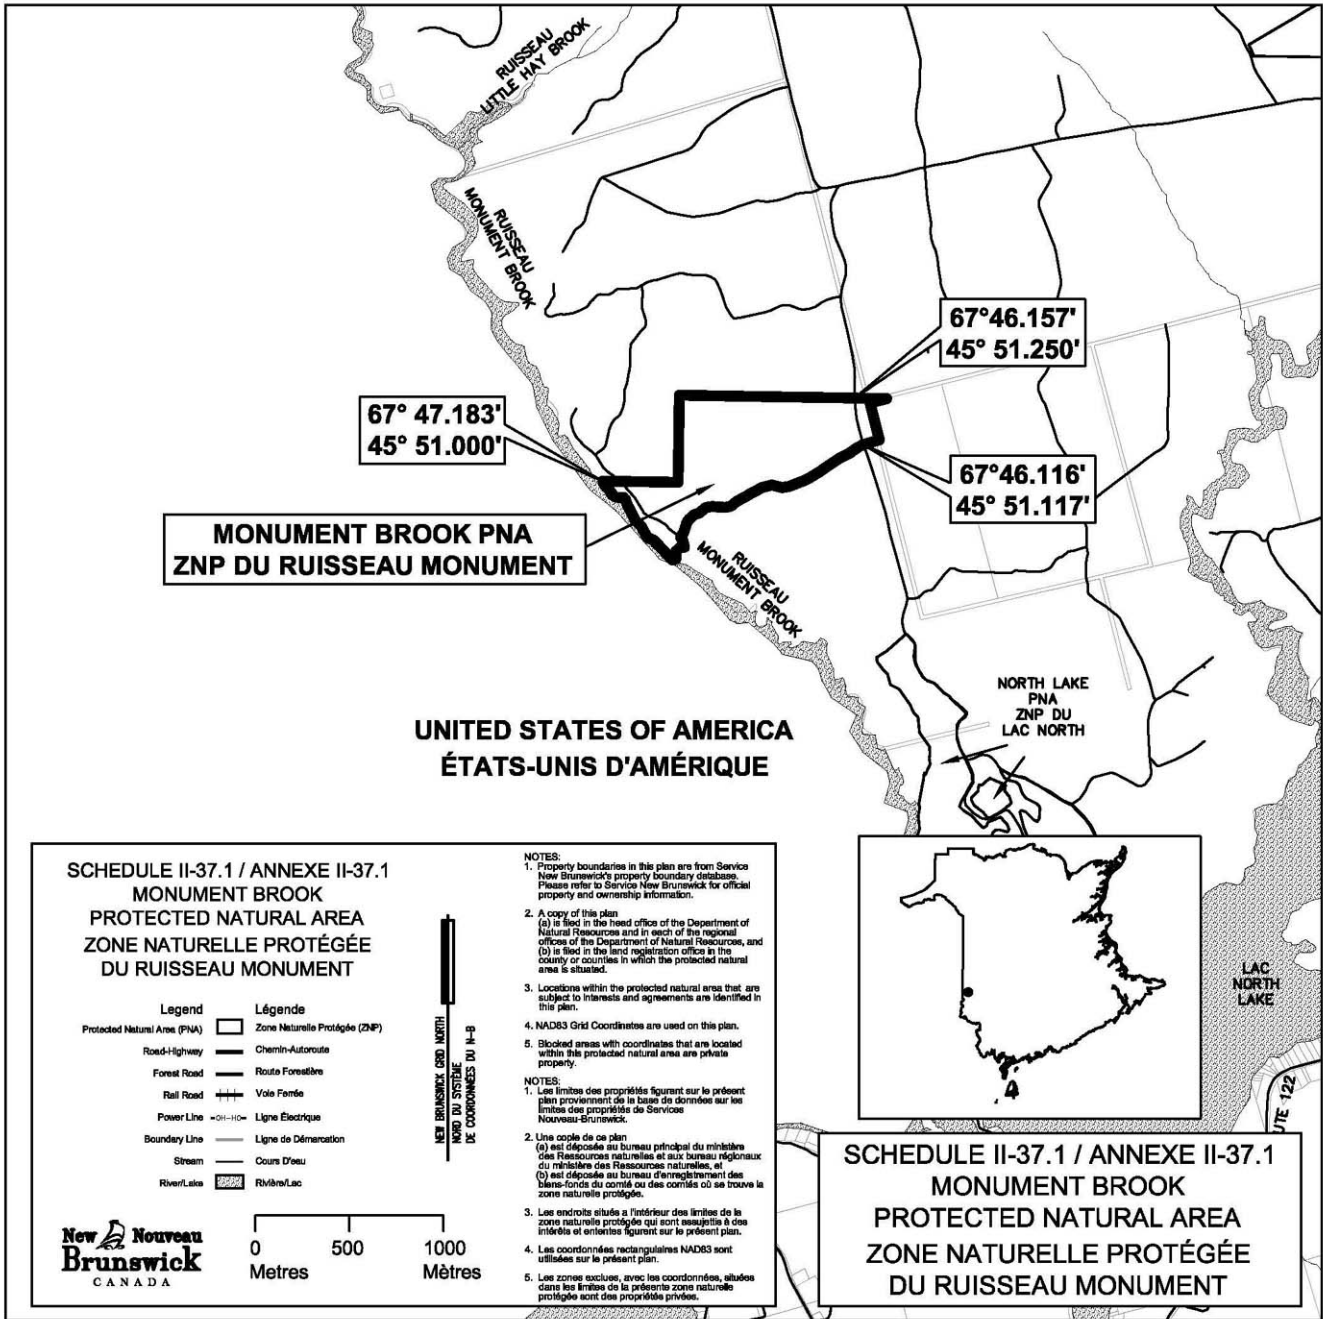 RUISSEAU
LITTLE HAY BROOK
RUISSEAU
MONUMENT BROOK
67°46.157'
45° 51.250'
67° 47.183'
45° 51.000'
67°46.116'
45° 51.117'
MONUMENT BROOK PNA
ZNP DU RUISSEAU MONUMENT
RUISSEAU
MONUMENT BROOK
NORTH LAKE
PNA
ZNP DU
LAC NORTH
UNITED STATES OF AMERICA
ÉTATS-UNIS D'AMÉRIQUE
LAC
NORTH
LAKE
UTE 122
SCHEDULE II-37.1 / ANNEXE II-37.1
MONUMENT BROOK
PROTECTED NATURAL AREA
ZONE NATURELLE PROTÉGÉE
DU RUISSEAU MONUMENT
Legend Légende
Protected Natural Area (PNA) Zone Naturelle Protégée (ZNP)
Road-Highway Chemin-Autoroute
Forest Road Route Forestière
Rail Road Voie Ferrée
Power Line -OH-HO- Ligne Électrique
Boundary Line Ligne de Démarcation
Stream Cours D'eau
River/Lake Rivière/Lac
NEW BRUNSWICK GRID NORTH
NORD DU SYSTÈME
DE COORDONNÉES DU N-B
New Nouveau
Brunswick
CANADA
0 500 1000
Metres Mètres
NOTES:
1. Property boundaries in this plan are from Service
New Brunswick's property boundary database.
Please refer to Service New Brunswick for official
property and ownership information.
2. A copy of this plan
(a) is filed in the head office of the Department of
Natural Resources and in each of the regional
offices of the Department of Natural Resources, and
(b) is filed in the land registration office in the
county or counties in which the protected natural
area is situated.
3. Locations within the protected natural area that are
subject to interests and agreements are identified in
this plan.
4. NAD83 Grid Coordinates are used on this plan.
5. Blocked areas with coordinates that are located
within this protected natural area are private
property.
NOTES:
1. Les limites des propriétés figurant sur le présent
plan proviennent de la base de données sur les
limites des propriétés de Services
Nouveau-Brunswick.
2. Une copie de ce plan
(a) est déposée au bureau principal du ministère
des Ressources naturelles et aux bureau régionaux
du ministère des Ressources naturelles, et
(b) est déposée au bureau d'enregistrement des
biens-fonds du comté ou des comtés où se trouve la
zone naturelle protégée.
3. Les endroits situés a l'intérieur des limites de la
zone naturelle protégée qui sont assujettis à des
intérêts et ententes figurent sur le présent plan.
4. Les coordonnées rectangulaires NAD83 sont
utilisées sur le présent plan.
5. Les zones exclues, avec les coordonnées, situées
dans les limites de la présente zone naturelle
protégée sont des propriétés privées.
SCHEDULE II-37.1 / ANNEXE II-37.1
MONUMENT BROOK
PROTECTED NATURAL AREA
ZONE NATURELLE PROTÉGÉE
DU RUISSEAU MONUMENT